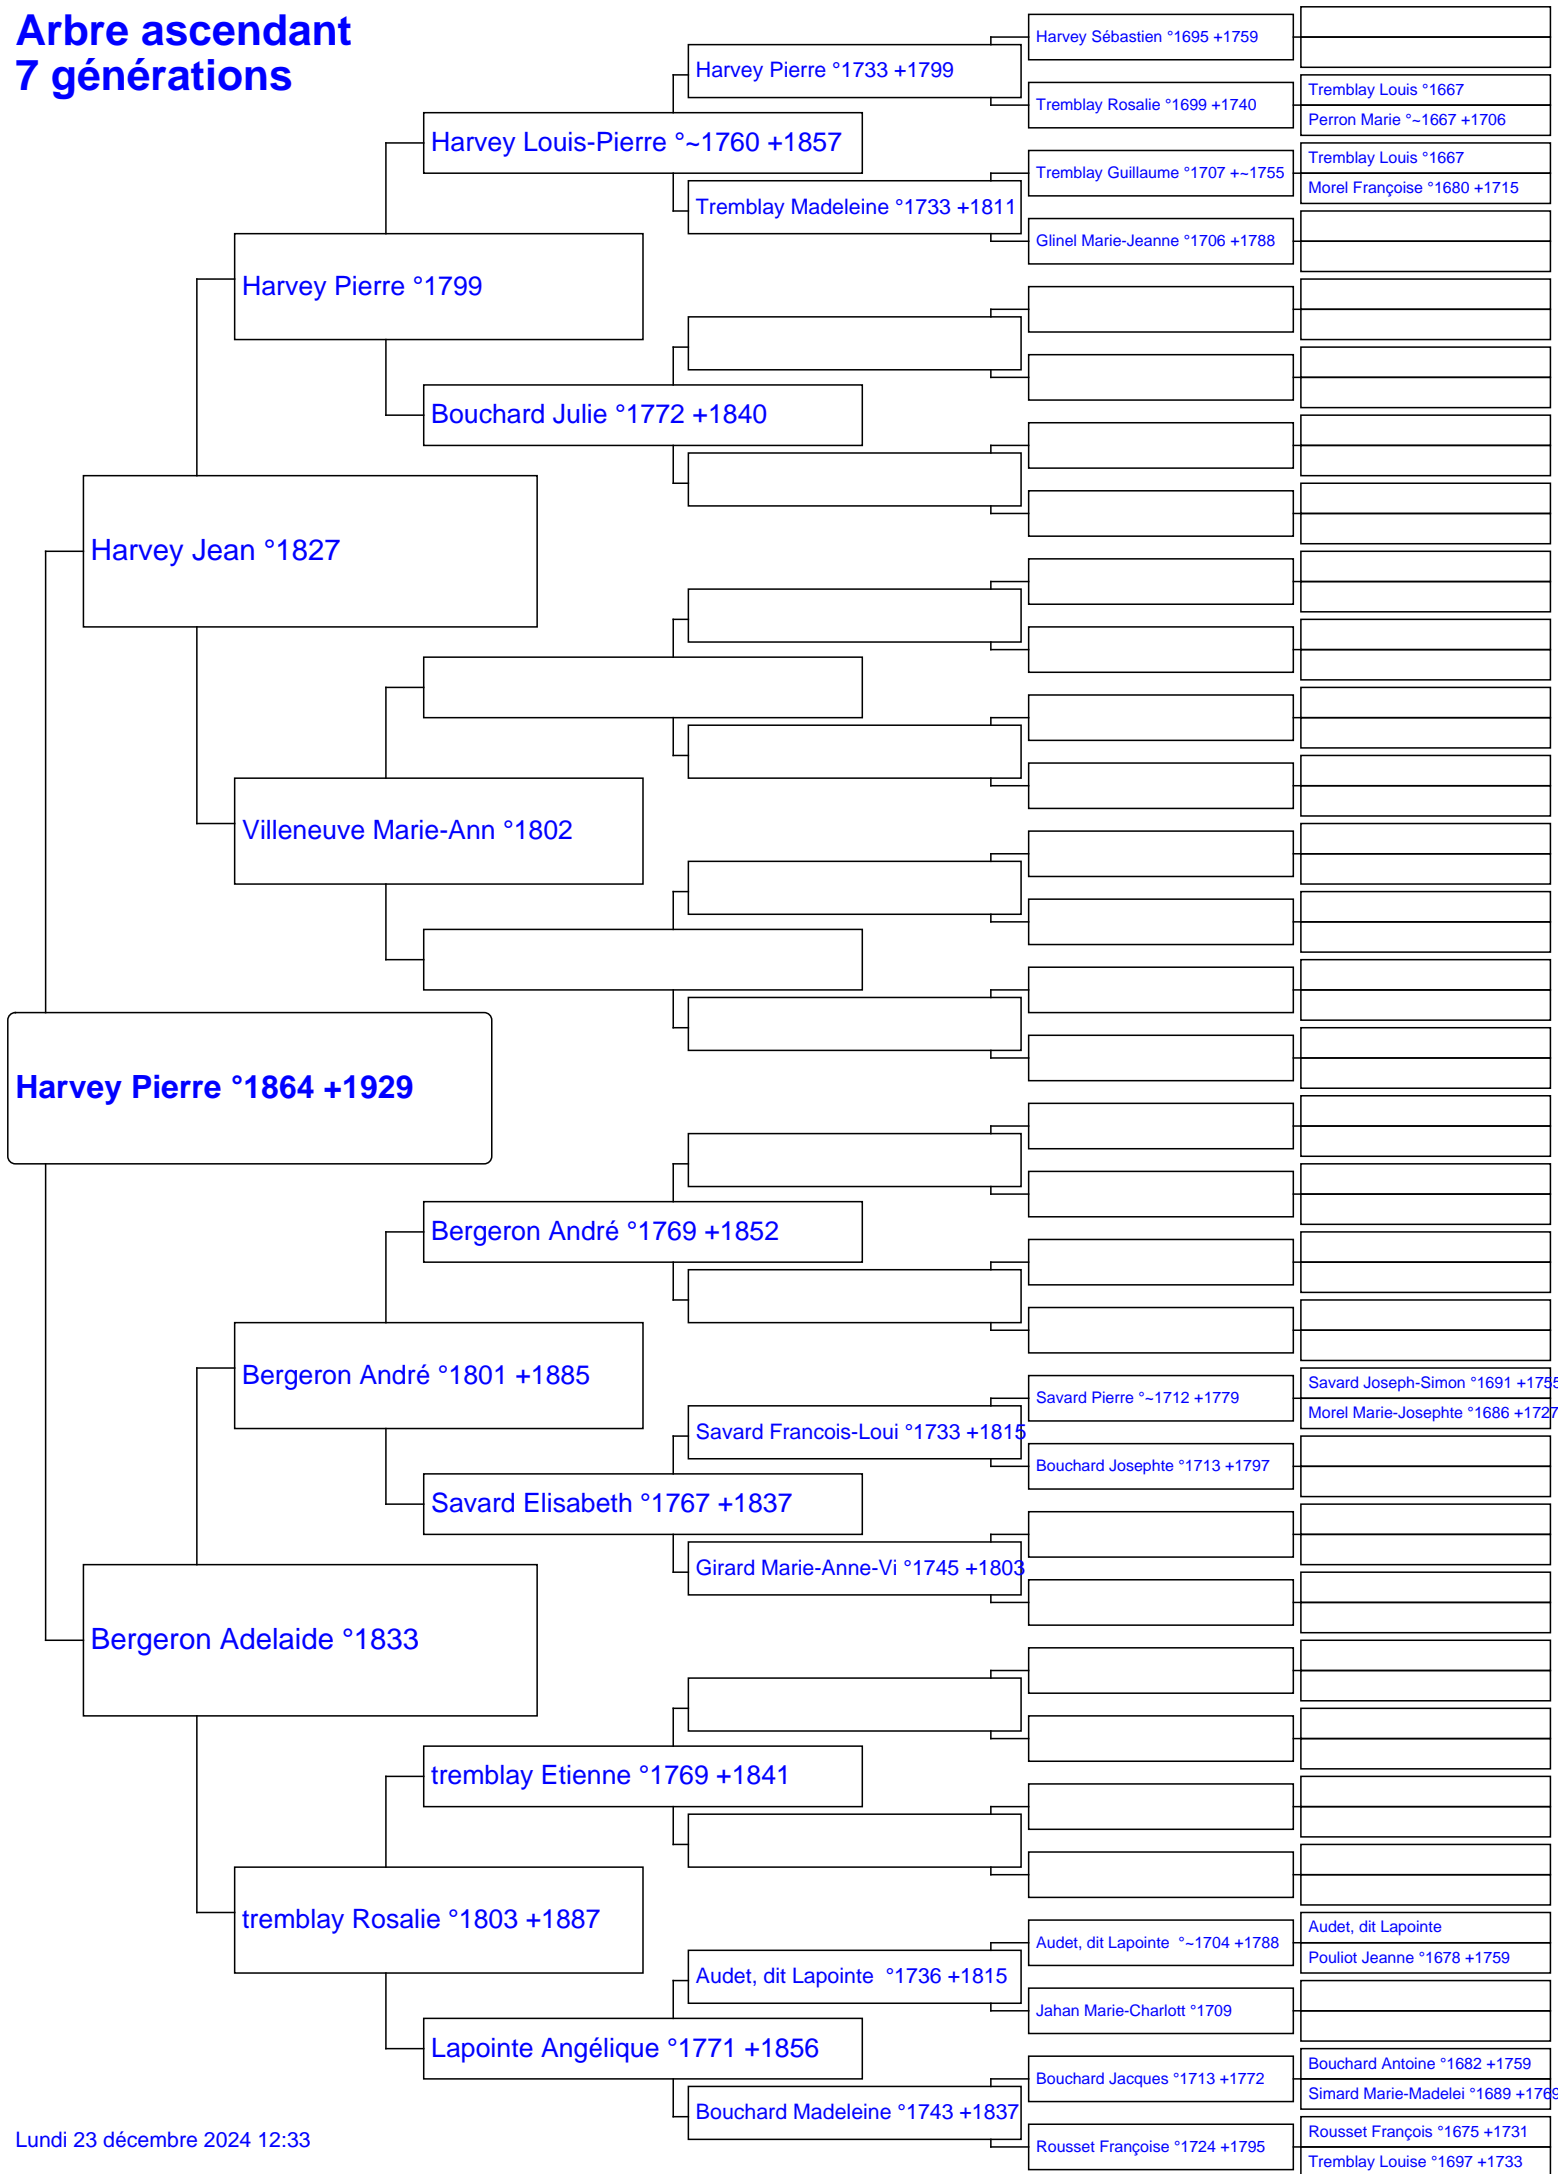 Arbre ascendant
7 générations
Harvey Sébastien °1695 +1759
Harvey Pierre °1733 +1799
Tremblay Louis °1667
Tremblay Rosalie °1699 +1740
Perron Marie °~1667 +1706
Harvey Louis-Pierre °~1760 +1857
Tremblay Louis °1667
Tremblay Guillaume °1707 +~1755
Morel Françoise °1680 +1715
Tremblay Madeleine °1733 +1811
Glinel Marie-Jeanne °1706 +1788
Harvey Pierre °1799
Bouchard Julie °1772 +1840
Harvey Jean °1827
Villeneuve Marie-Ann °1802
Harvey Pierre °1864 +1929
Bergeron André °1769 +1852
Bergeron André °1801 +1885
Savard Joseph-Simon °1691 +1755
Savard Pierre °~1712 +1779
Morel Marie-Josephte °1686 +1727
Savard Francois-Loui °1733 +1815
Bouchard Josephte °1713 +1797
Savard Elisabeth °1767 +1837
Girard Marie-Anne-Vi °1745 +1803
Bergeron Adelaide °1833
tremblay Etienne °1769 +1841
tremblay Rosalie °1803 +1887
Audet, dit Lapointe
Audet, dit Lapointe °~1704 +1788
Pouliot Jeanne °1678 +1759
Audet, dit Lapointe °1736 +1815
Jahan Marie-Charlott °1709
Lapointe Angélique °1771 +1856
Bouchard Antoine °1682 +1759
Bouchard Jacques °1713 +1772
Simard Marie-Madelei °1689 +1769
Bouchard Madeleine °1743 +1837
Rousset François °1675 +1731
Rousset Françoise °1724 +1795
Tremblay Louise °1697 +1733
Lundi 23 décembre 2024 12:33